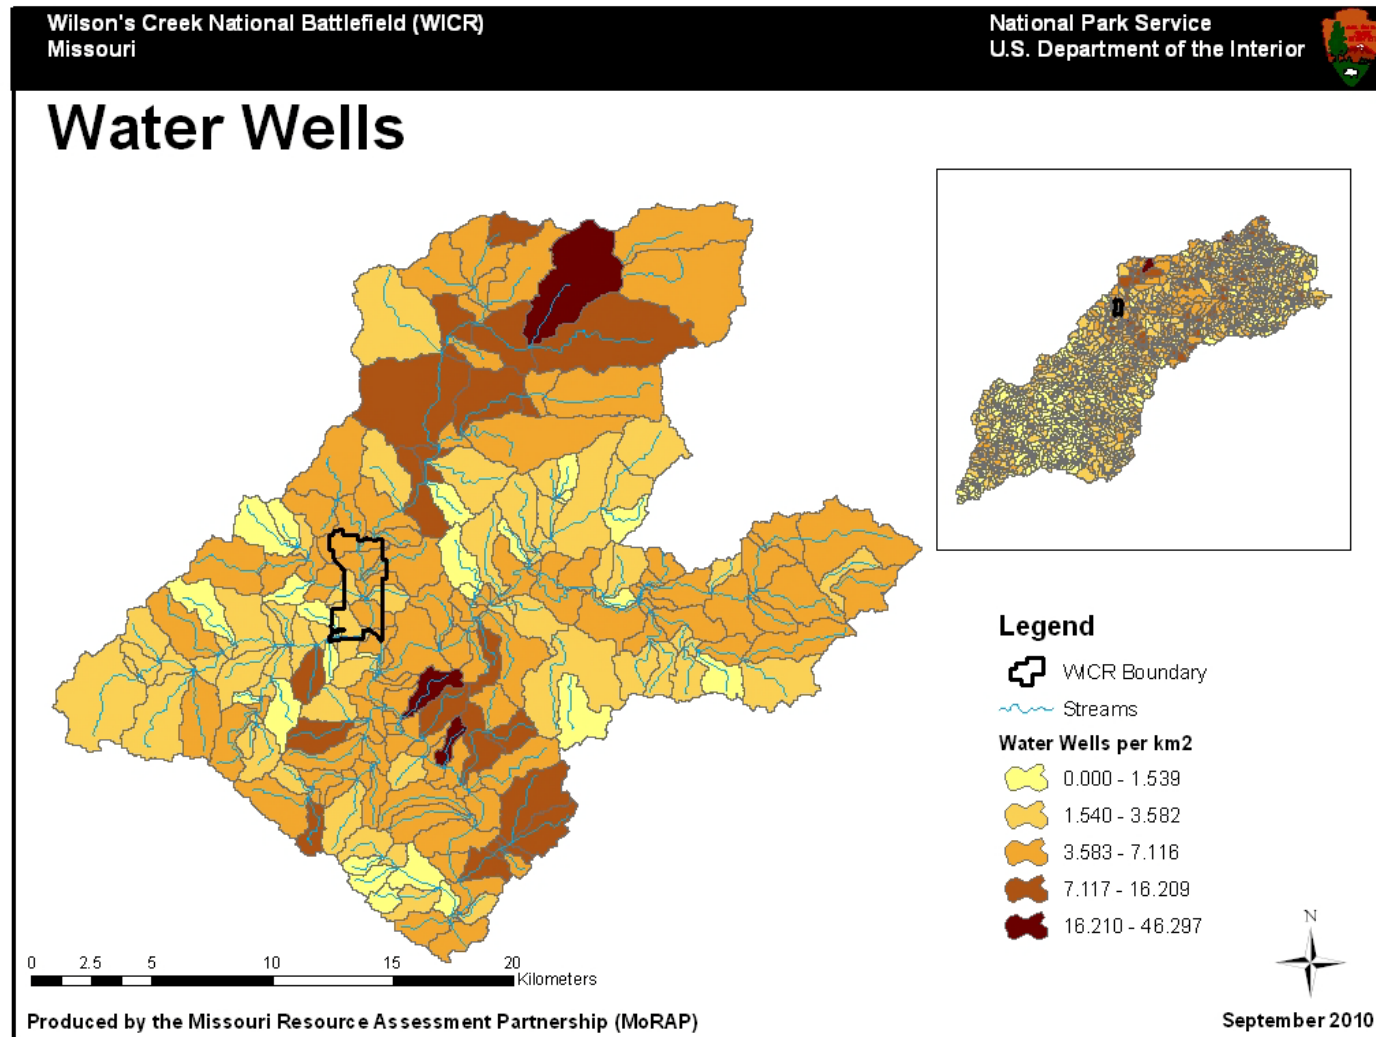 Wilson's Creek National Battlefield (WICR)
Missouri
National Park Service
U.S. Department of the Interior
Water Wells
Legend
WICR Boundary
Streams
Water Wells per km2
0.000 - 1.539
1.540 - 3.582
3.583 - 7.116
7.117 - 16.209
16.210 - 46.297
N
0 2.5 5 10 15 20
Kilometers
Produced by the Missouri Resource Assessment Partnership (MoRAP)
September 2010